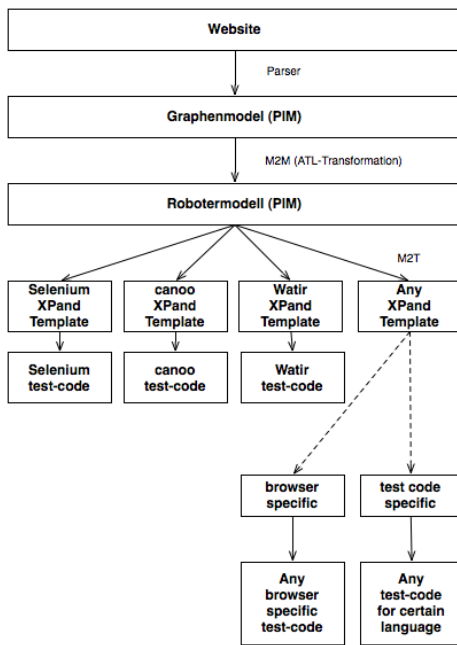 Website
Parser
Graphenmodel (PIM)
M2M (ATL-Transformation)
Robotermodell (PIM)
M2T
Selenium
XPand
Template
canoo
XPand
Template
Watir
XPand
Template
Any
XPand
Template
Selenium
test-code
canoo
test-code
Watir
test-code
browser
specific
test code
specific
Any
browser
specific
test-code
Any
test-code
for certain
language